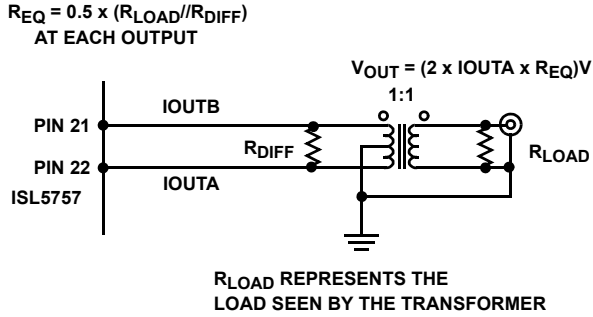 REQ = 0.5 x (RLOAD//RDIFF)
AT EACH OUTPUT
VOUT = (2 x IOUTA x REQ)V
1:1
IOUTB
PIN 21
RDIFF
RLOAD
PIN 22
IOUTA
ISL5757
RLOAD REPRESENTS THE
LOAD SEEN BY THE TRANSFORMER